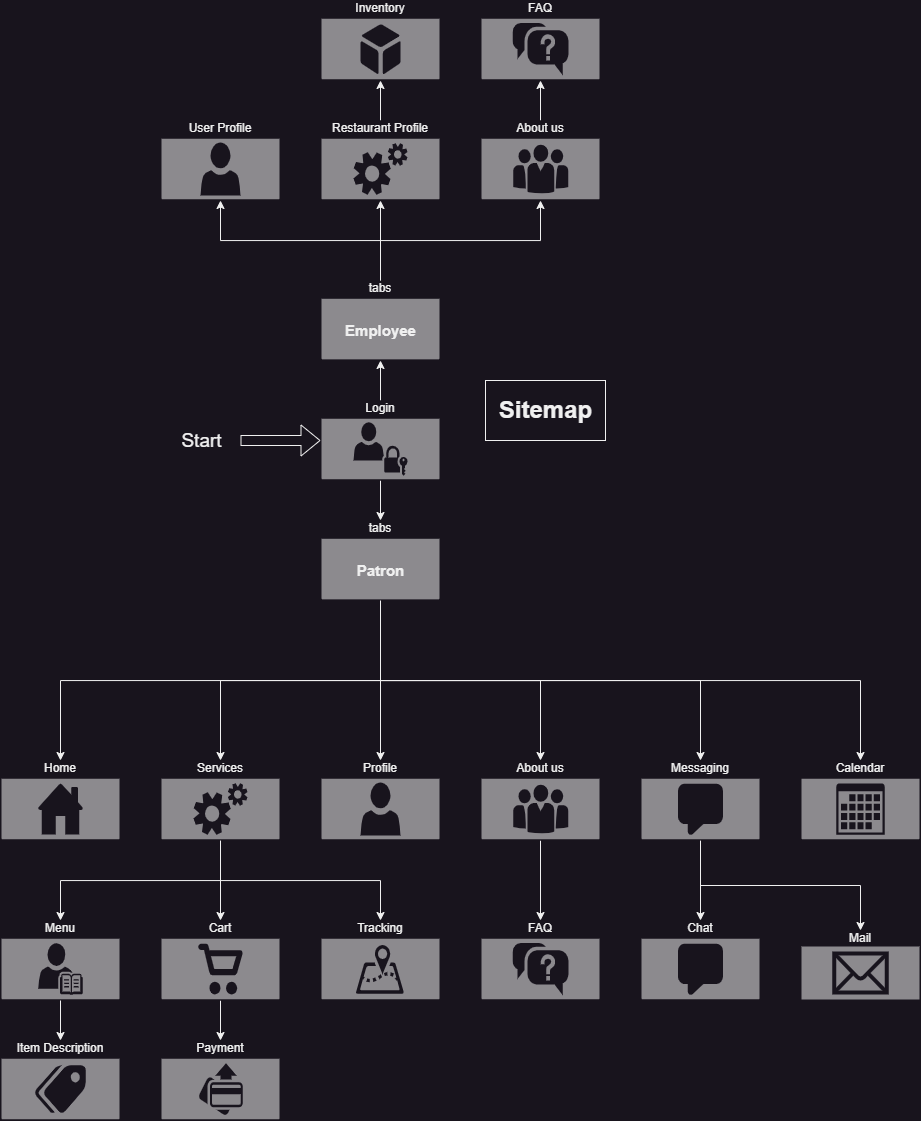 Inventory
FAQ
?
User Profile
Restaurant Profile
About us
tabs
Employee
Login
Sitemap
Start
tabs
Patron
Home
Services
Profile
About us
Messaging
Calendar
Menu
Cart
Tracking
FAQ
Chat
Mail
?
Item Description
Payment